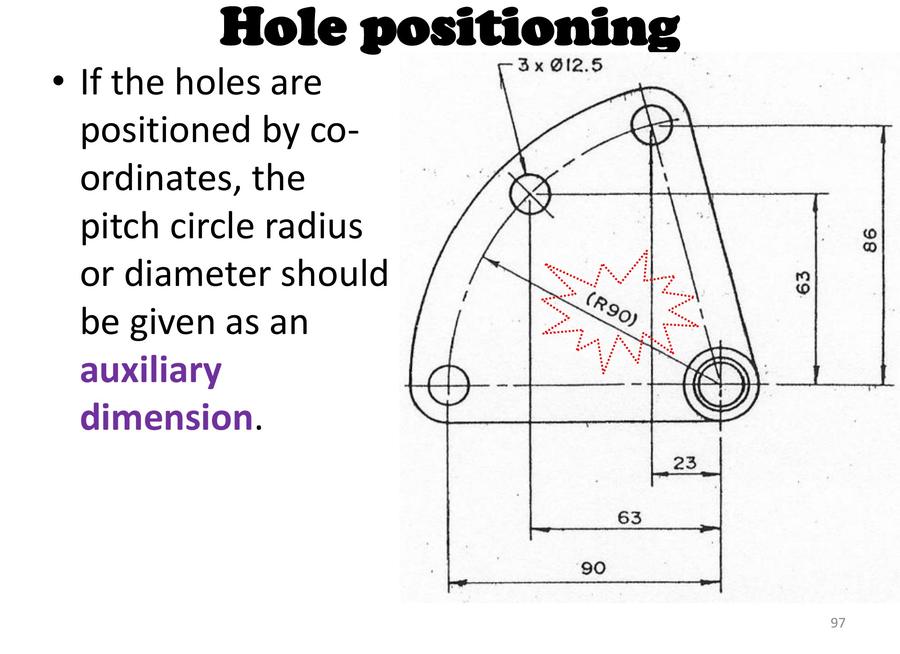 Hole positioning
• If the holes are
positioned by co-
ordinates, the
pitch circle radius
or diameter should
be given as an
auxiliary
dimension.
3 x Ø12.5
(R90)
63
86
23
63
90
97